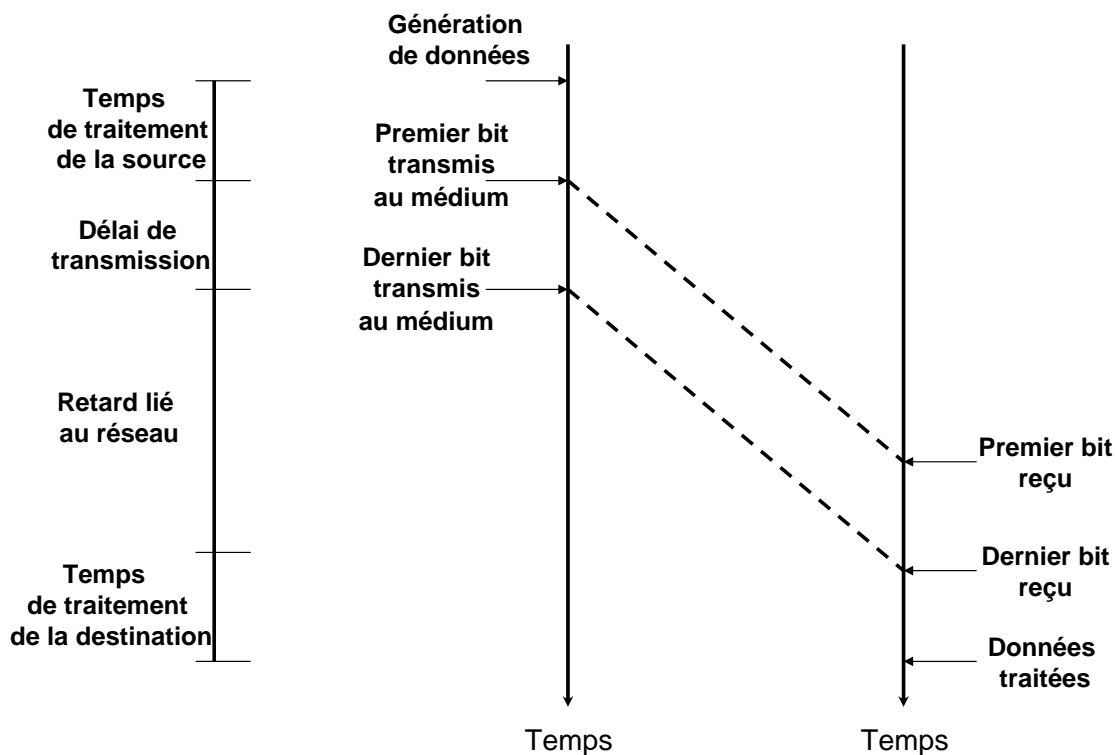 Génération
de données
Temps
de traitement
de la source
Premier bit
transmis
au médium
Délai de
transmission
Dernier bit
transmis
au médium
Retard lié
au réseau
Premier bit
reçu
Temps
de traitement
de la destination
Dernier bit
reçu
Données
traitées
Temps
Temps